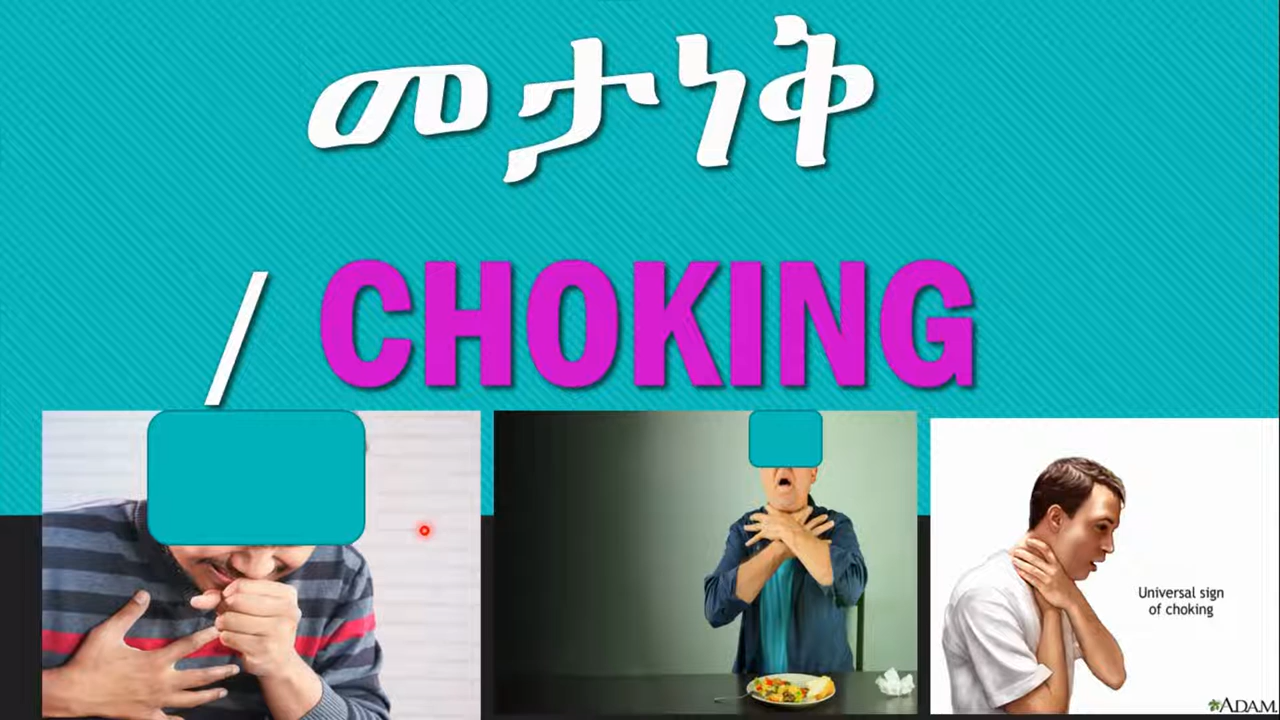 መታነቅ
/ CHOKING
Universal sign
of choking
ADAM.